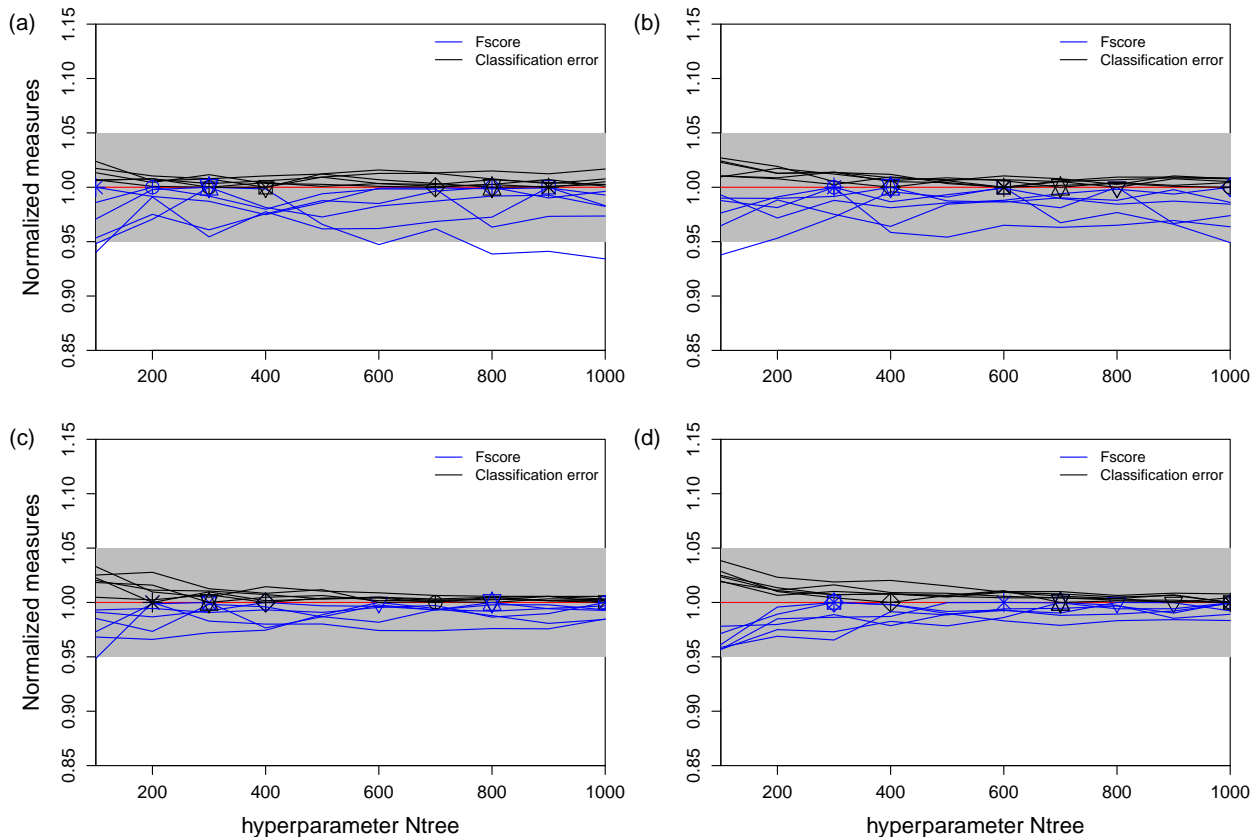 (a)
Normalized measures
0.85 0.90 0.95 1.00 1.05 1.10 1.15
Fscore
Classification error
200 400 600 800 1000
hyperparameter Ntree
(b)
0.85 0.90 0.95 1.00 1.05 1.10 1.15
Fscore
Classification error
200 400 600 800 1000
hyperparameter Ntree
(c)
Normalized measures
0.85 0.90 0.95 1.00 1.05 1.10 1.15
Fscore
Classification error
200 400 600 800 1000
hyperparameter Ntree
(d)
0.85 0.90 0.95 1.00 1.05 1.10 1.15
Fscore
Classification error
200 400 600 800 1000
hyperparameter Ntree